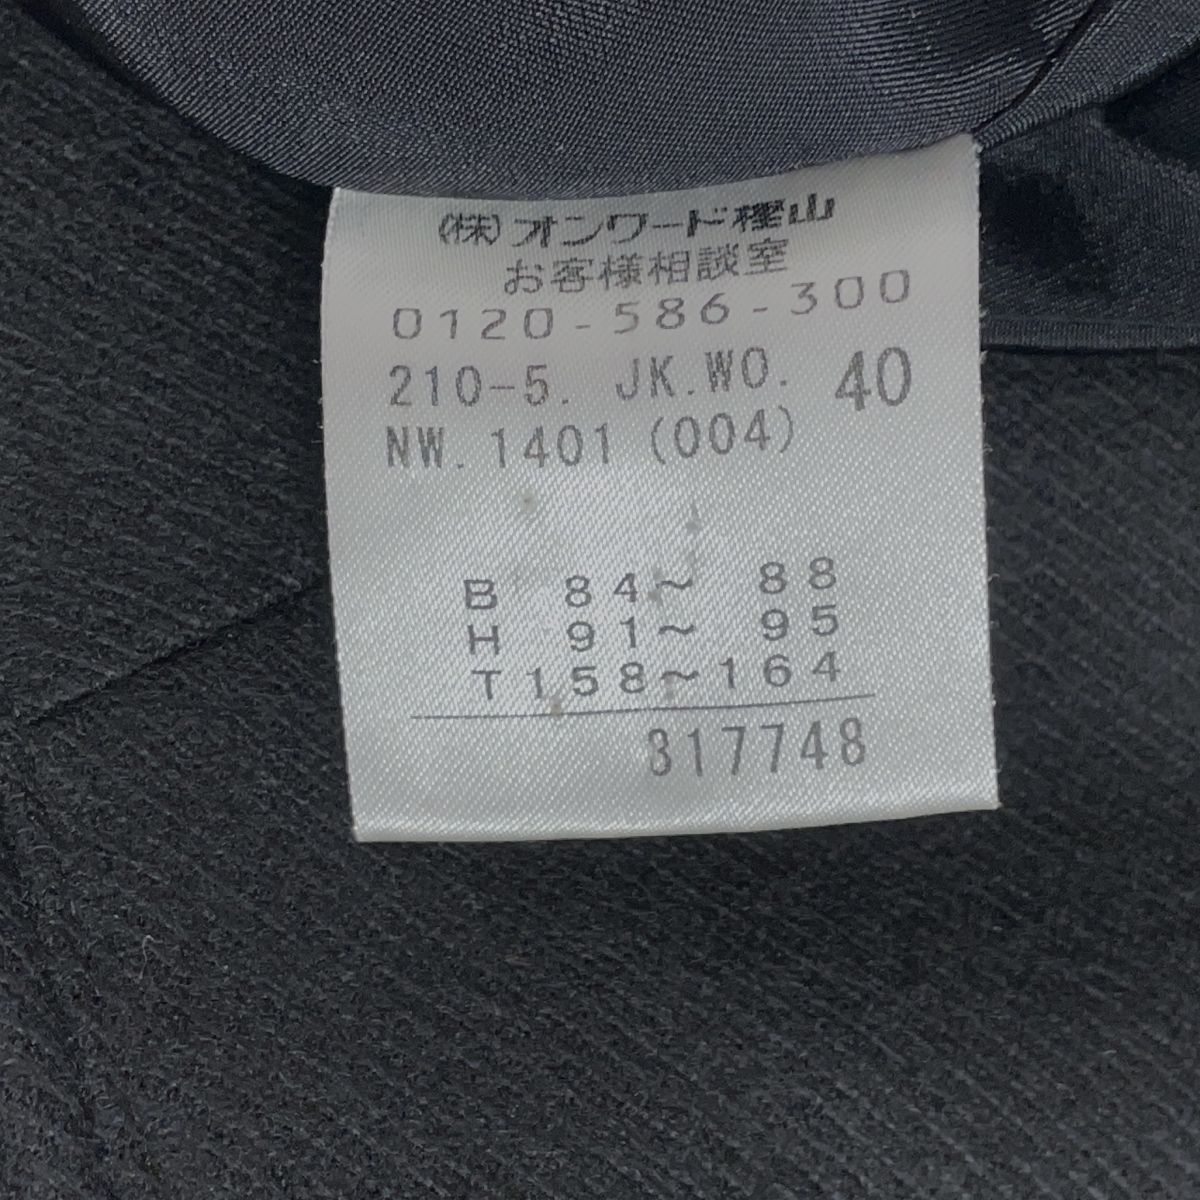 (株)オンワード樫山
お客様相談室
0120-586-300
210-5. JK.WO. 40
NW.1401(004)
B 84～ 88
H 91～ 95
T158～164
317748